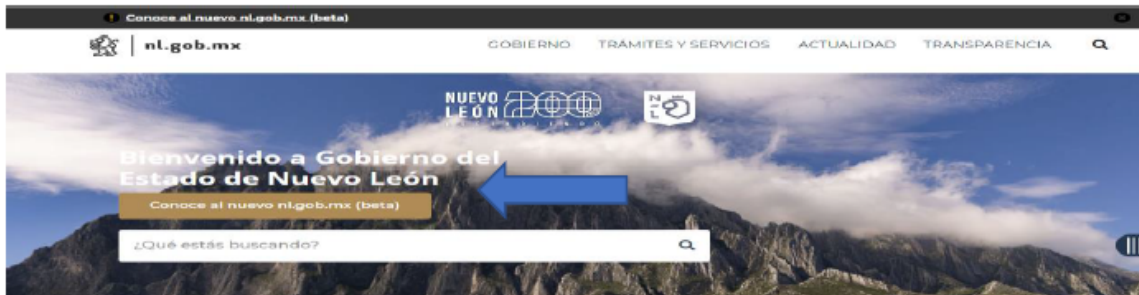 Conoce al nuevo nl.gob.mx (beta)
nl.gob.mx
GOBIERNO TRÁMITES Y SERVICIOS ACTUALIDAD TRANSPARENCIA
NUEVO LEÓN 200
N L
Bienvenido a Gobierno del
Estado de Nuevo León
Conoce al nuevo nl.gob.mx (beta)
¿Qué estás buscando?